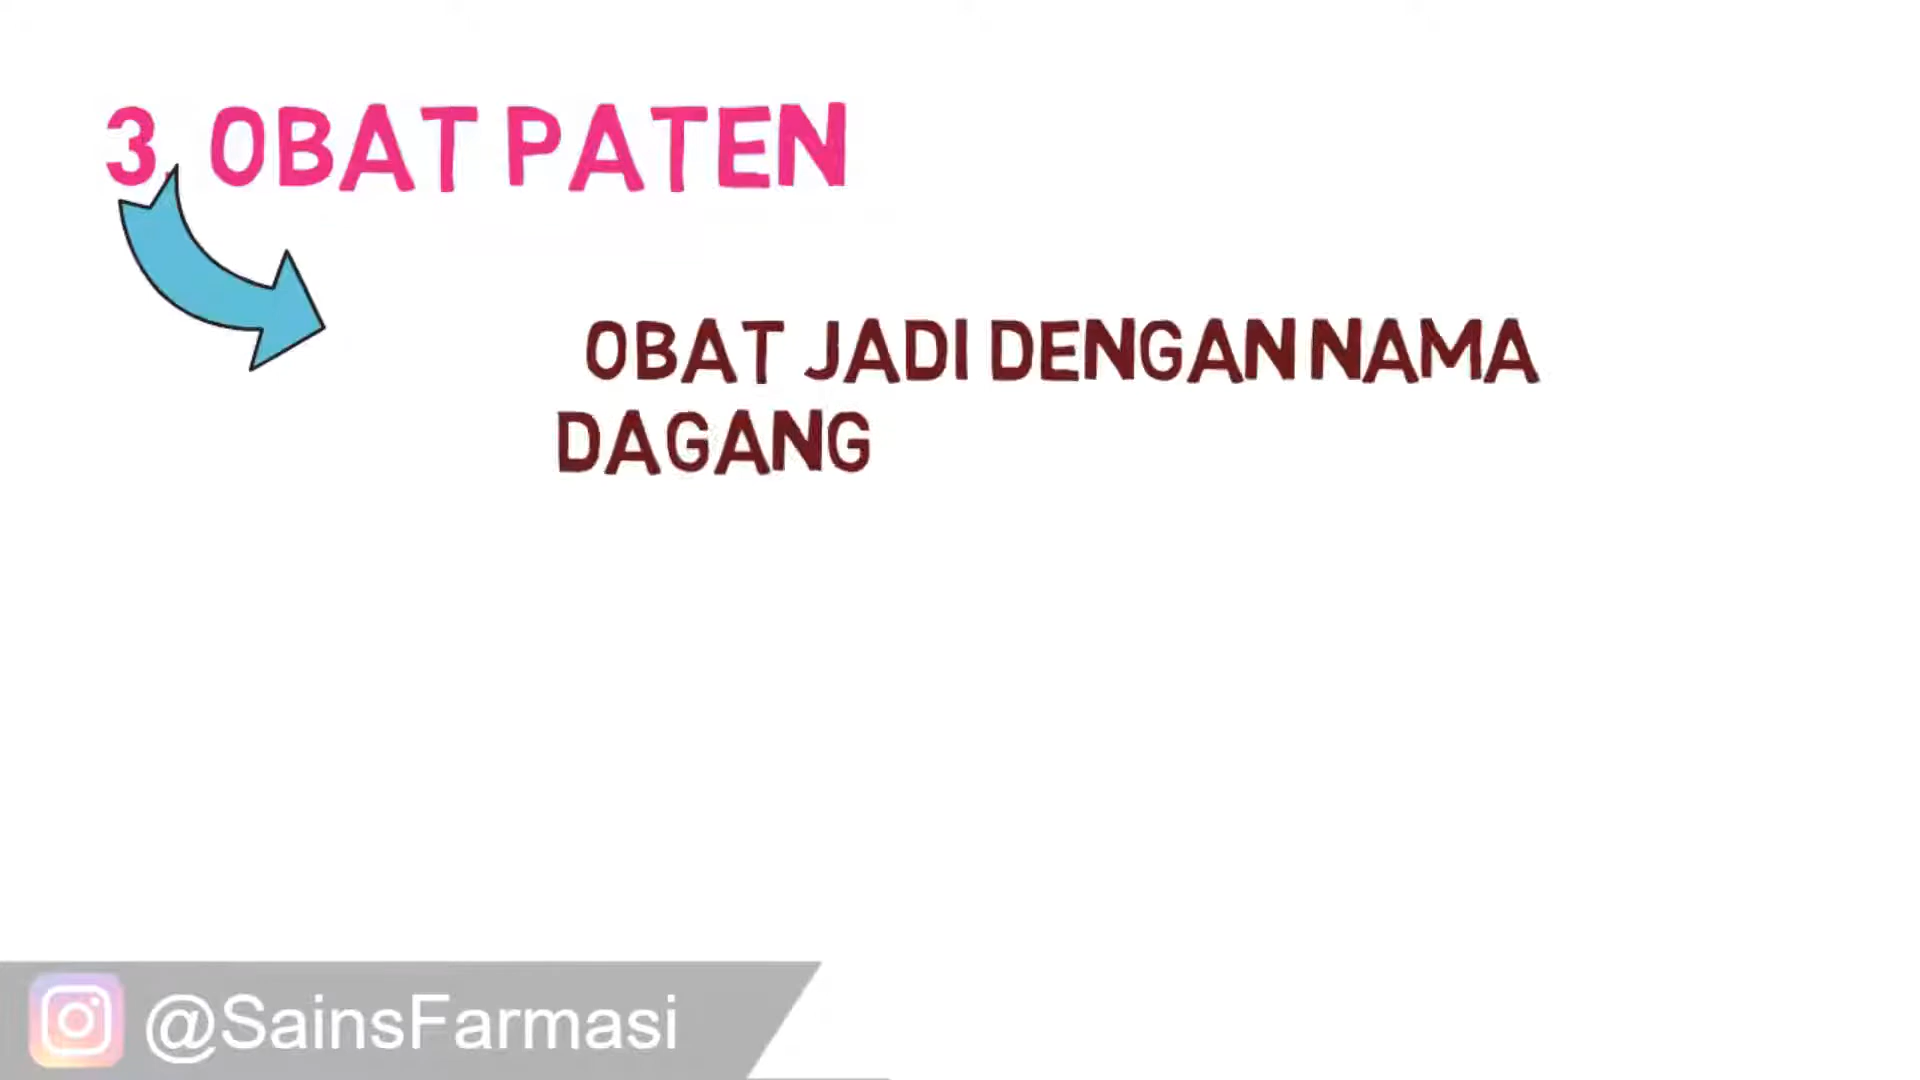 3. OBAT PATEN
OBAT JADI DENGAN NAMA
DAGANG
@SainsFarmasi